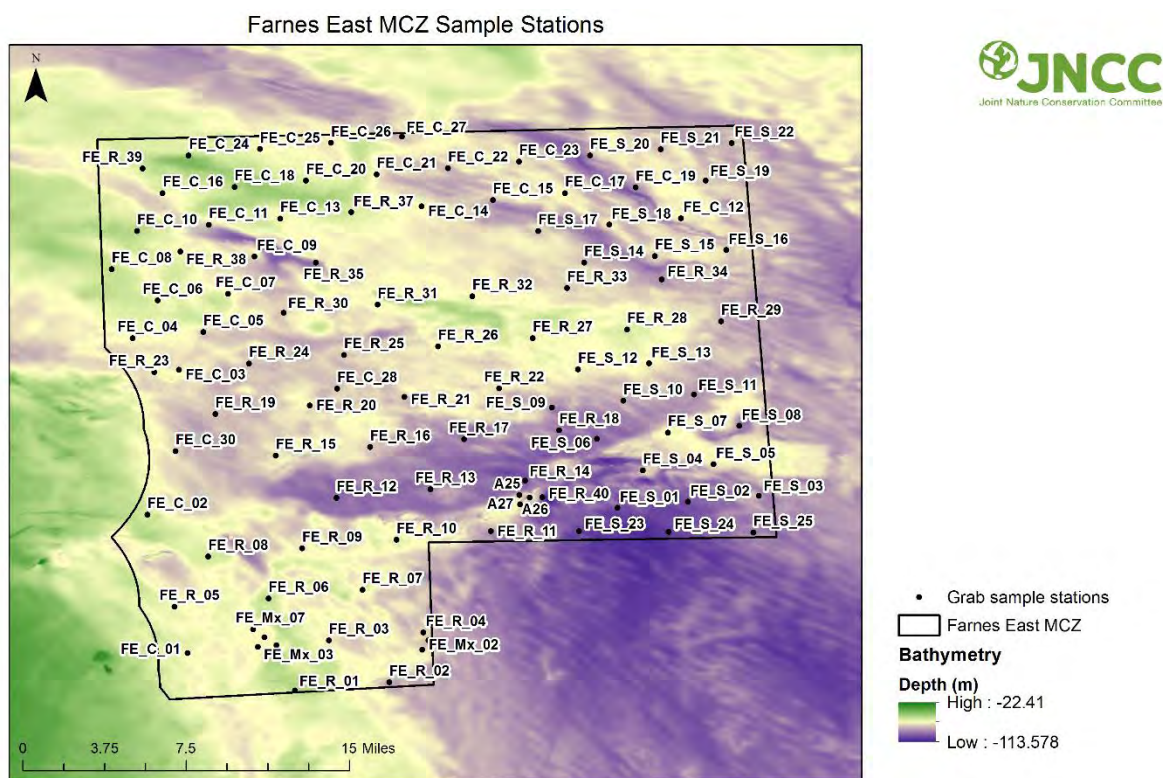 Farnes East MCZ Sample Stations
JNCC
Joint Nature Conservation Committee
N
FE_C_24
FE_C_25
FE_C_26
FE_C_27
FE_S_21
FE_S_22
FE_R_39
FE_C_16
FE_C_18
FE_C_20
FE_C_21
FE_C_22
FE_C_23
FE_S_20
FE_C_19
FE_S_19
FE_C_10
FE_C_11
FE_C_13
FE_R_37
FE_C_14
FE_C_15
FE_C_17
FE_S_17
FE_S_18
FE_C_12
FE_C_08
FE_R_38
FE_C_09
FE_R_35
FE_S_14
FE_S_15
FE_S_16
FE_C_06
FE_C_07
FE_R_30
FE_R_31
FE_R_32
FE_R_33
FE_R_34
FE_C_04
FE_C_05
FE_R_26
FE_R_27
FE_R_28
FE_R_29
FE_R_23
FE_C_03
FE_R_24
FE_R_25
FE_C_28
FE_R_22
FE_S_12
FE_S_13
FE_R_19
FE_R_20
FE_R_21
FE_S_09
FE_S_10
FE_S_11
FE_C_30
FE_R_15
FE_R_16
FE_R_17
FE_R_18
FE_S_06
FE_S_07
FE_S_08
FE_C_02
FE_R_12
FE_R_13
FE_R_14
A25
A27
A26
FE_R_40
FE_S_04
FE_S_05
FE_S_01
FE_S_02
FE_S_03
FE_R_08
FE_R_09
FE_R_10
FE_R_11
FE_S_23
FE_S_24
FE_S_25
FE_R_05
FE_R_06
FE_R_07
FE_Mx_07
FE_R_03
FE_R_04
FE_C_01
FE_Mx_03
FE_Mx_02
FE_R_01
FE_R_02
0 3.75 7.5 15 Miles
Grab sample stations
Farnes East MCZ
Bathymetry
Depth (m)
High : -22.41
Low : -113.578